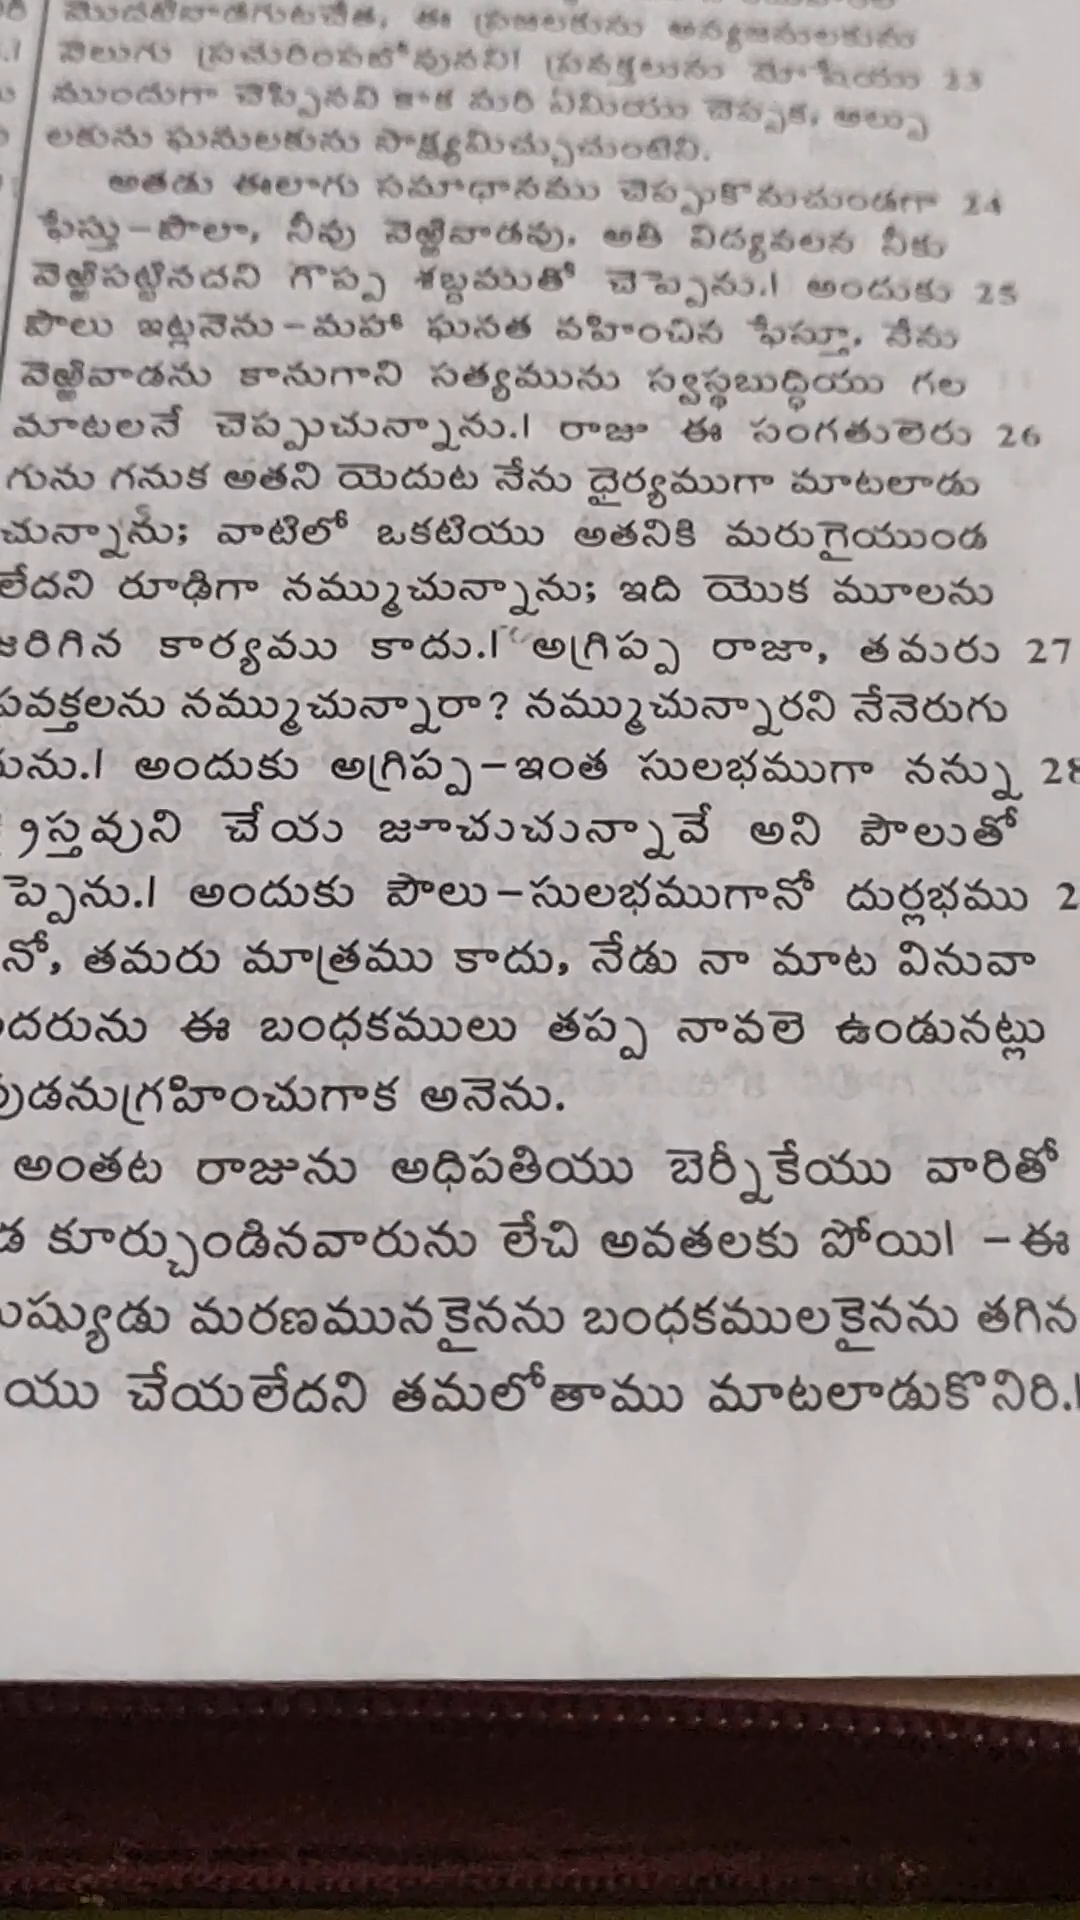 మొదటివాడగుటచేత, ఈ ప్రజలకును అన్యజనులకును
వెలుగు ప్రచురింపబోవునని। ప్రవక్తలును మోషేయు 23
ముందుగా చెప్పినవి కాక మరి ఏమియు చెప్పక, అల్పు
లకును ఘనులకును సాక్ష్యమిచ్చుచుంటిని.
అతడు ఈలాగు సమాధానము చెప్పుకొనుచుండగా 24
ఫేస్తు-పౌలా, నీవు వెఱ్ఱివాడవు, అతి విద్యవలన నీకు
వెఱ్ఱిపట్టినదని గొప్ప శబ్దముతో చెప్పెను.। అందుకు 25
పౌలు ఇట్లనెను-మహా ఘనత వహించిన ఫేస్తూ, నేను
వెఱ్ఱివాడను కానుగాని సత్యమును స్వస్థబుద్ధియు గల
మాటలనే చెప్పుచున్నాను.। రాజు ఈ సంగతులెరు 26
గును గనుక అతని యెదుట నేను ధైర్యముగా మాటలాడు
చున్నాను; వాటిలో ఒకటియు అతనికి మరుగైయుండ
లేదని రూఢిగా నమ్ముచున్నాను; ఇది యొక మూలను
జరిగిన కార్యము కాదు.। అగ్రిప్ప రాజా, తమరు 27
పవక్తలను నమ్ముచున్నారా? నమ్ముచున్నారని నేనెరుగు
ును.। అందుకు అగ్రిప్ప-ఇంత సులభముగా నన్ను 28
్రస్తవుని చేయ జూచుచున్నావే అని పౌలుతో
ప్పెను.। అందుకు పౌలు-సులభముగానో దుర్లభము 2
నో, తమరు మాత్రము కాదు, నేడు నా మాట వినువా
ందరును ఈ బంధకములు తప్ప నావలె ఉండునట్లు
వుడనుగ్రహించుగాక అనెను.
అంతట రాజును అధిపతియు బెర్నీకేయు వారితో
డ కూర్చుండినవారును లేచి అవతలకు పోయి। -ఈ
ుష్యుడు మరణమునకైనను బంధకములకైనను తగిన
యు చేయలేదని తమలోతాము మాటలాడుకొనిరి.।